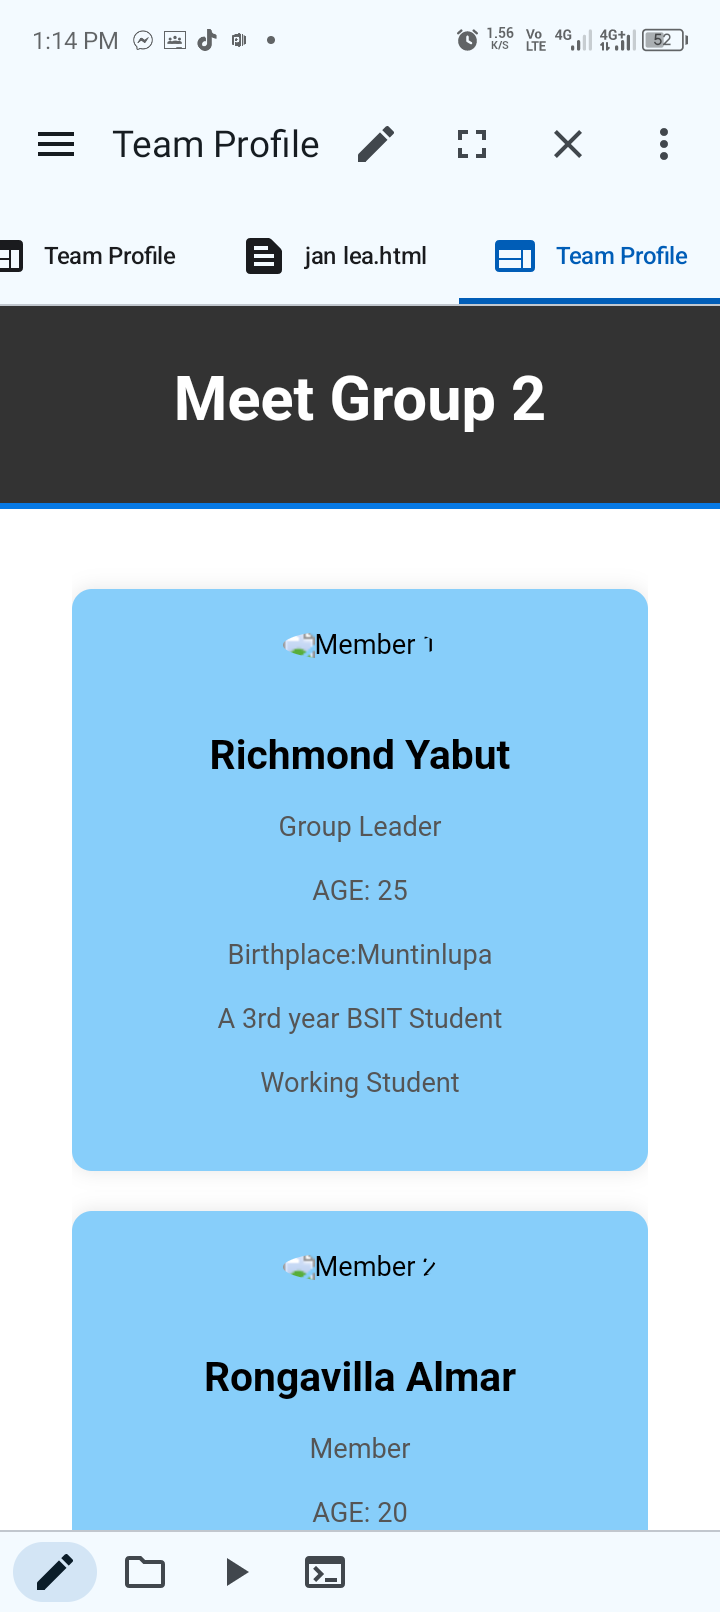 1:14 PM
1.56 K/S
Vo LTE
4G
4G+
52
Team Profile
Team Profile
jan lea.html
Team Profile
Meet Group 2
Member 1
Richmond Yabut
Group Leader
AGE: 25
Birthplace:Muntinlupa
A 3rd year BSIT Student
Working Student
Member 2
Rongavilla Almar
Member
AGE: 20